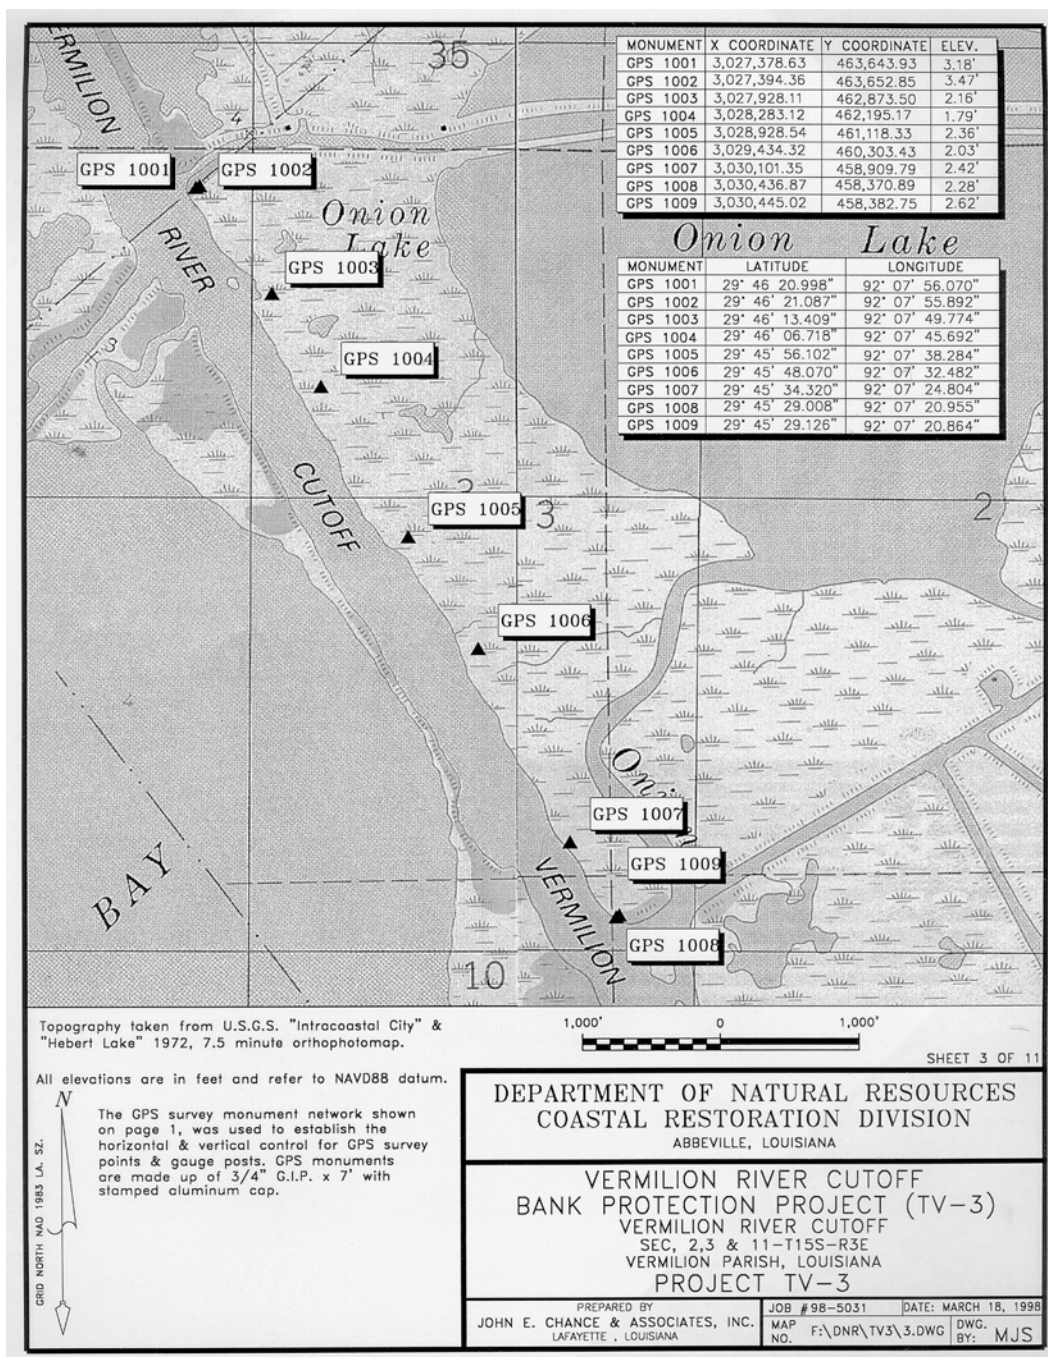 VERMILION
RIVER
CUTOFF
VERMILION
BAY
35
4
GPS 1001
GPS 1002
Onion
Lake
GPS 1003
3
GPS 1004
GPS 1005
3
2
GPS 1006
4
GPS 1007
GPS 1009
GPS 1008
10
MONUMENT X COORDINATE Y COORDINATE ELEV.
GPS 1001 3,027,378.63 463,643.93 3.18'
GPS 1002 3,027,394.36 463,652.85 3.47'
GPS 1003 3,027,928.11 462,873.50 2.16'
GPS 1004 3,028,283.12 462,195.17 1.79'
GPS 1005 3,028,928.54 461,118.33 2.36'
GPS 1006 3,029,434.32 460,303.43 2.03'
GPS 1007 3,030,101.35 458,909.79 2.42'
GPS 1008 3,030,436.87 458,370.89 2.28'
GPS 1009 3,030,445.02 458,382.75 2.62'
Onion Lake
MONUMENT LATITUDE LONGITUDE
GPS 1001 29° 46 20.998" 92° 07' 56.070"
GPS 1002 29° 46' 21.087" 92° 07' 55.892"
GPS 1003 29° 46' 13.409" 92° 07' 49.774"
GPS 1004 29° 46 06.718" 92° 07' 45.692"
GPS 1005 29° 45' 56.102" 92° 07' 38.284"
GPS 1006 29° 45' 48.070" 92° 07' 32.482"
GPS 1007 29° 45' 34.320" 92° 07' 24.804"
GPS 1008 29° 45' 29.008" 92° 07' 20.955"
GPS 1009 29° 45' 29.126" 92° 07' 20.864"
Topography taken from U.S.G.S. "Intracoastal City" &
"Hebert Lake" 1972, 7.5 minute orthophotomap.
1,000' 0 1,000'
SHEET 3 OF 11
All elevations are in feet and refer to NAVD88 datum.
N
GRID NORTH NAD 1983 LA. SZ.
The GPS survey monument network shown
on page 1, was used to establish the
horizontal & vertical control for GPS survey
points & gauge posts. GPS monuments
are made up of 3/4" G.I.P. x 7' with
stamped aluminum cap.
DEPARTMENT OF NATURAL RESOURCES
COASTAL RESTORATION DIVISION
ABBEVILLE, LOUISIANA
VERMILION RIVER CUTOFF
BANK PROTECTION PROJECT (TV-3)
VERMILION RIVER CUTOFF
SEC, 2,3 & 11-T15S-R3E
VERMILION PARISH, LOUISIANA
PROJECT TV-3
PREPARED BY
JOHN E. CHANCE & ASSOCIATES, INC.
LAFAYETTE , LOUISIANA
JOB #98-5031 DATE: MARCH 18, 1998
MAP NO. F:\DNR\TV3\3.DWG DWG. BY: MJS